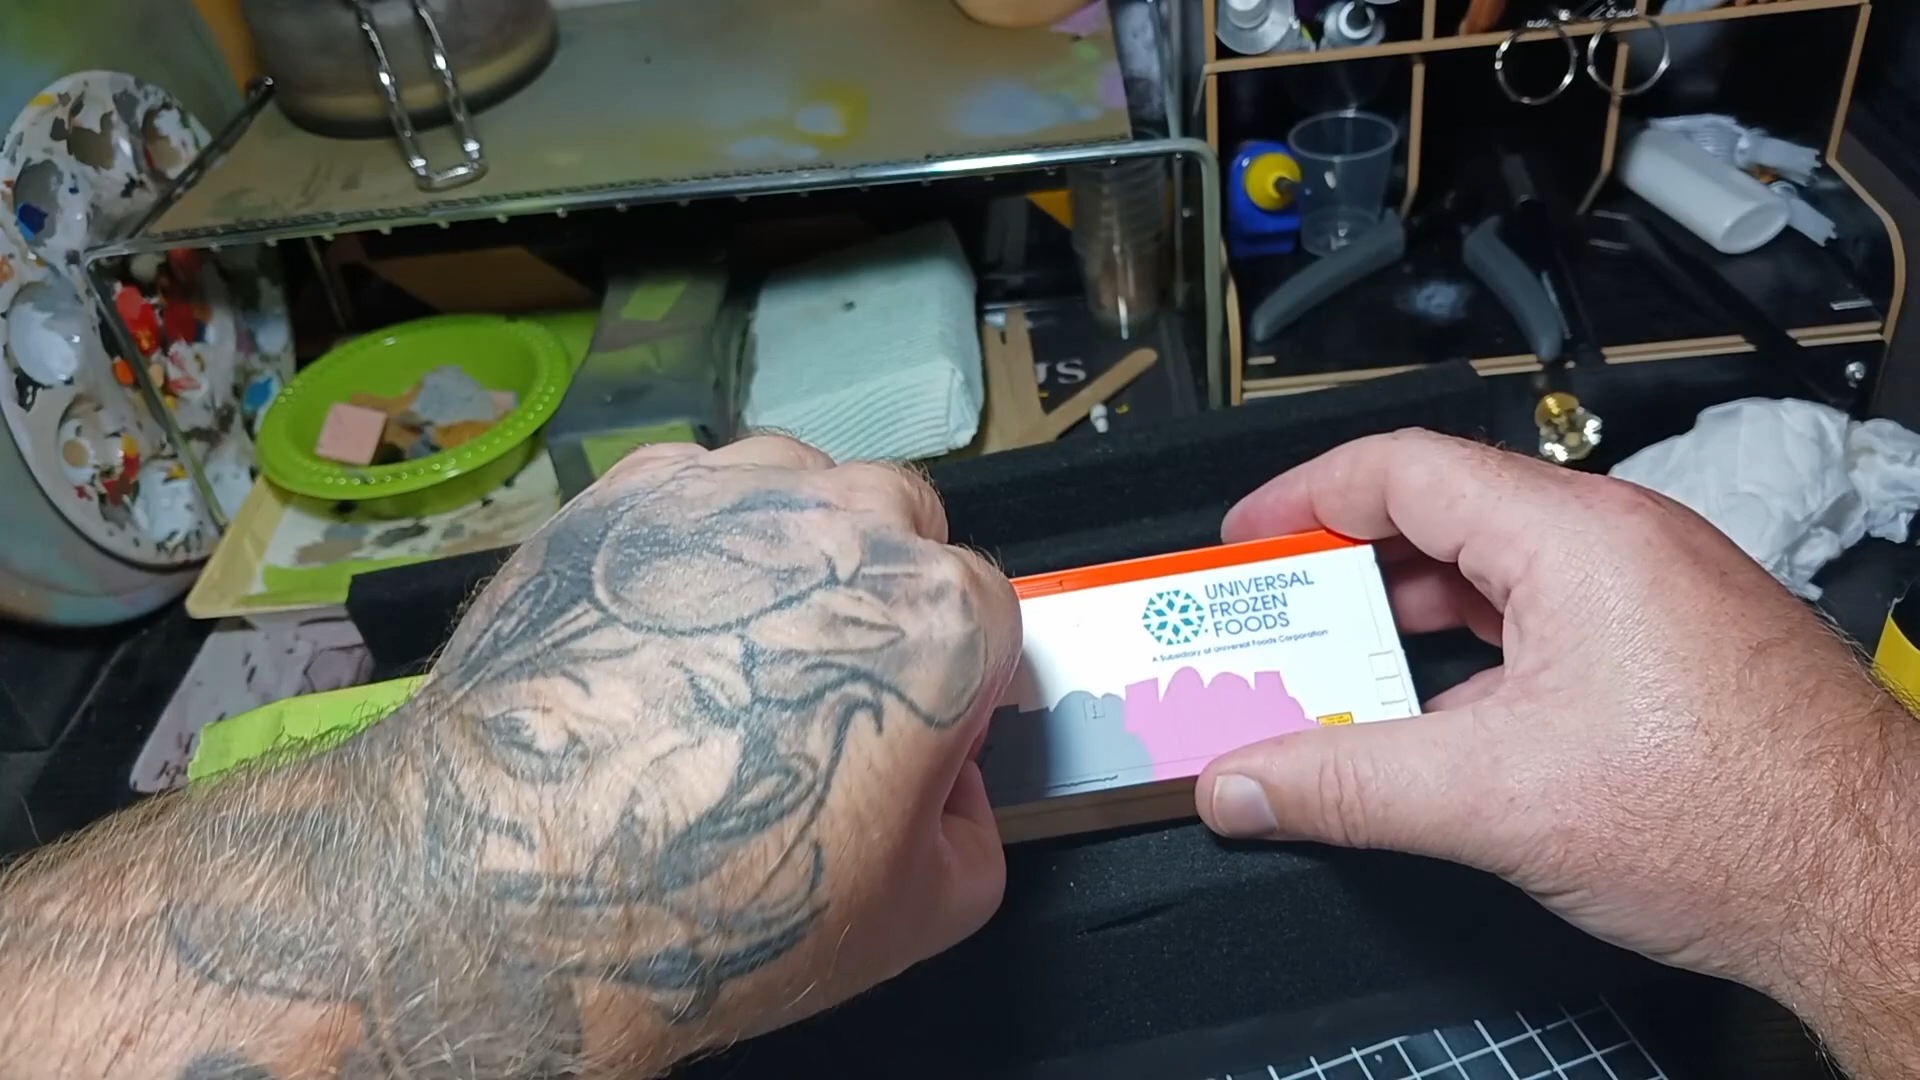 UNIVERSAL
FROZEN
FOODS
A Subsidiary of Universal Foods Corporation